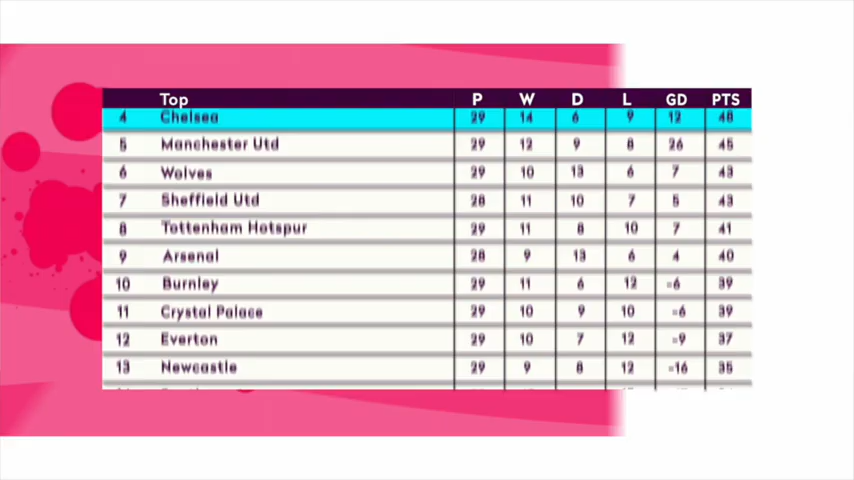 Top P W D L GD PTS
4 Chelsea 29 14 6 9 12 48
5 Manchester Utd 29 12 9 8 26 45
6 Wolves 29 10 13 6 7 43
7 Sheffield Utd 28 11 10 7 5 43
8 Tottenham Hotspur 29 11 8 10 7 41
9 Arsenal 28 9 13 6 4 40
10 Burnley 29 11 6 12 -6 39
11 Crystal Palace 29 10 9 10 -6 39
12 Everton 29 10 7 12 -9 37
13 Newcastle 29 9 8 12 -16 35